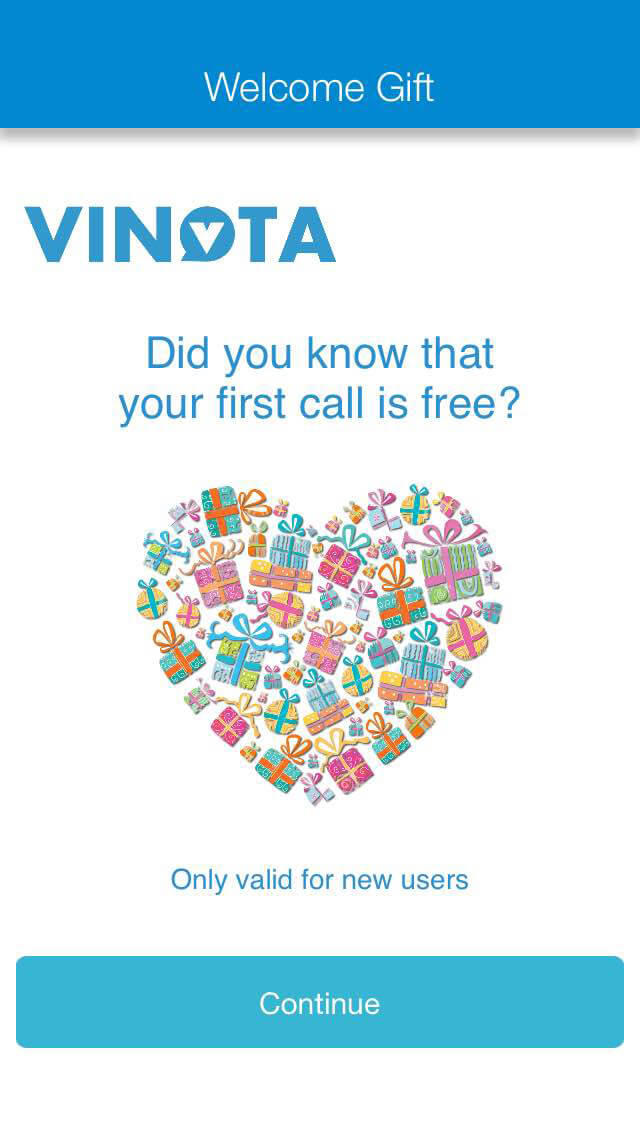 Welcome Gift
VINOTA
Did you know that
your first call is free?
Only valid for new users
Continue